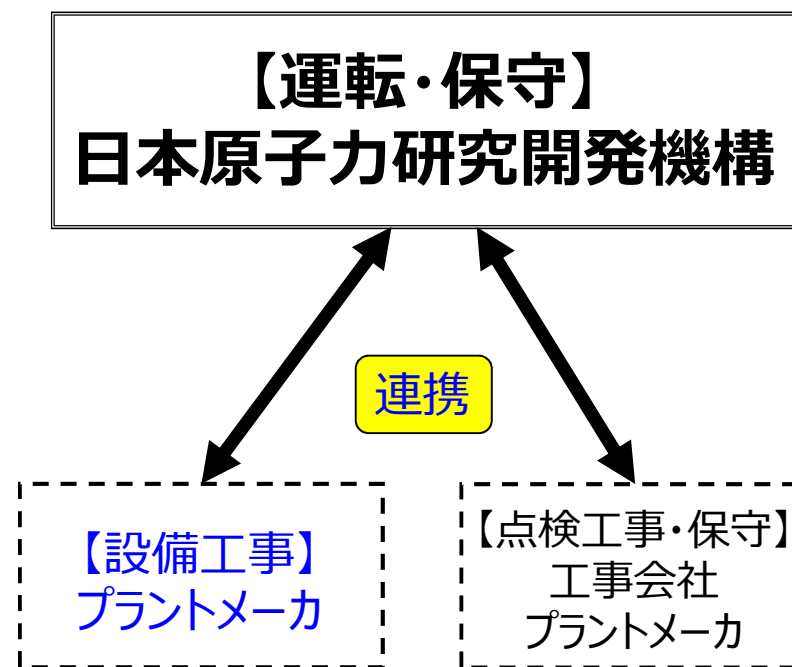 【運転・保守】
日本原子力研究開発機構
連携
【設備工事】
プラントメーカ
【点検工事・保守】
工事会社
プラントメーカ